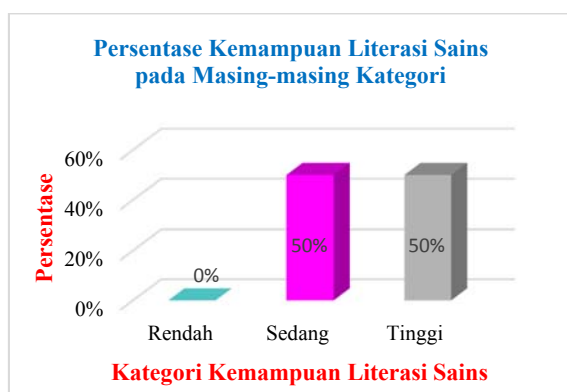 Persentase Kemampuan Literasi Sains
pada Masing-masing Kategori
Persentase
60%
40%
20%
0%
0%
50%
50%
Rendah Sedang Tinggi
Kategori Kemampuan Literasi Sains